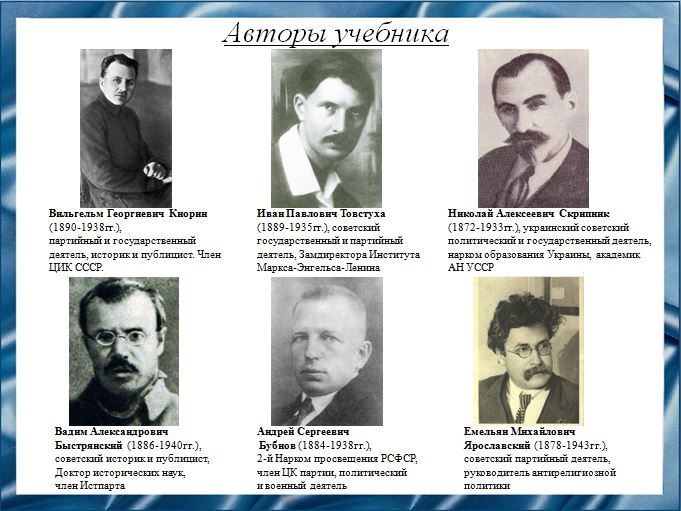 Авторы учебника
Вильгельм Георгиевич Кнорин
(1890-1938гг.),
партийный и государственный
деятель, историк и публицист. Член
ЦИК СССР.
Иван Павлович Товстуха
(1889-1935гг.), советский
государственный и партийный
деятель, Замдиректора Института
Маркса-Энгельса-Ленина
Николай Алексеевич Скрипник
(1872-1933гг.), украинский советский
политический и государственный деятель,
нарком образования Украины, академик
АН УССР
Вадим Александрович
Быстрянский (1886-1940гг.),
советский историк и публицист,
Доктор исторических наук,
член Истпарта
Андрей Сергеевич
Бубнов (1884-1938гг.),
2-й Нарком просвещения РСФСР,
член ЦК партии, политический
и военный деятель
Емельян Михайлович
Ярославский (1878-1943гг.),
советский партийный деятель,
руководитель антирелигиозной
политики